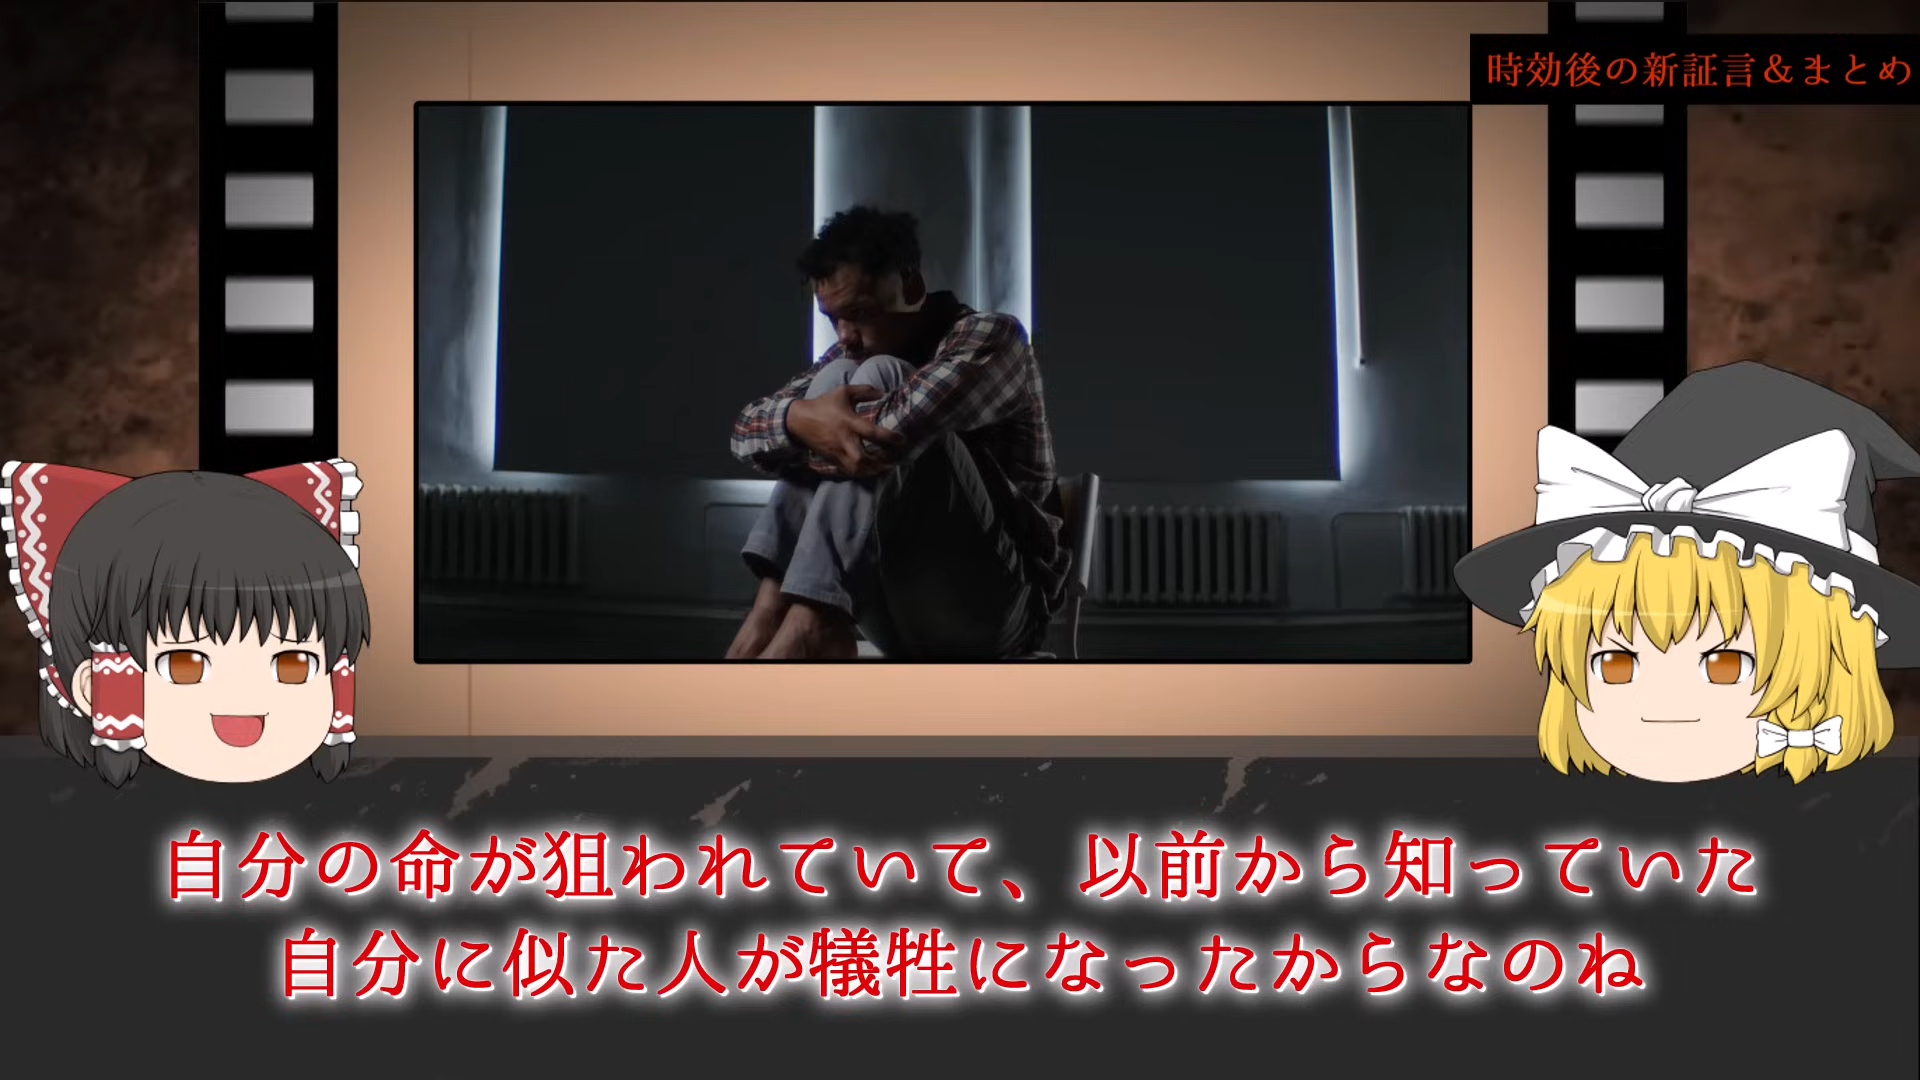 時効後の新証言＆まとめ
自分の命が狙われていて、以前から知っていた
自分に似た人が犠牲になったからなのね